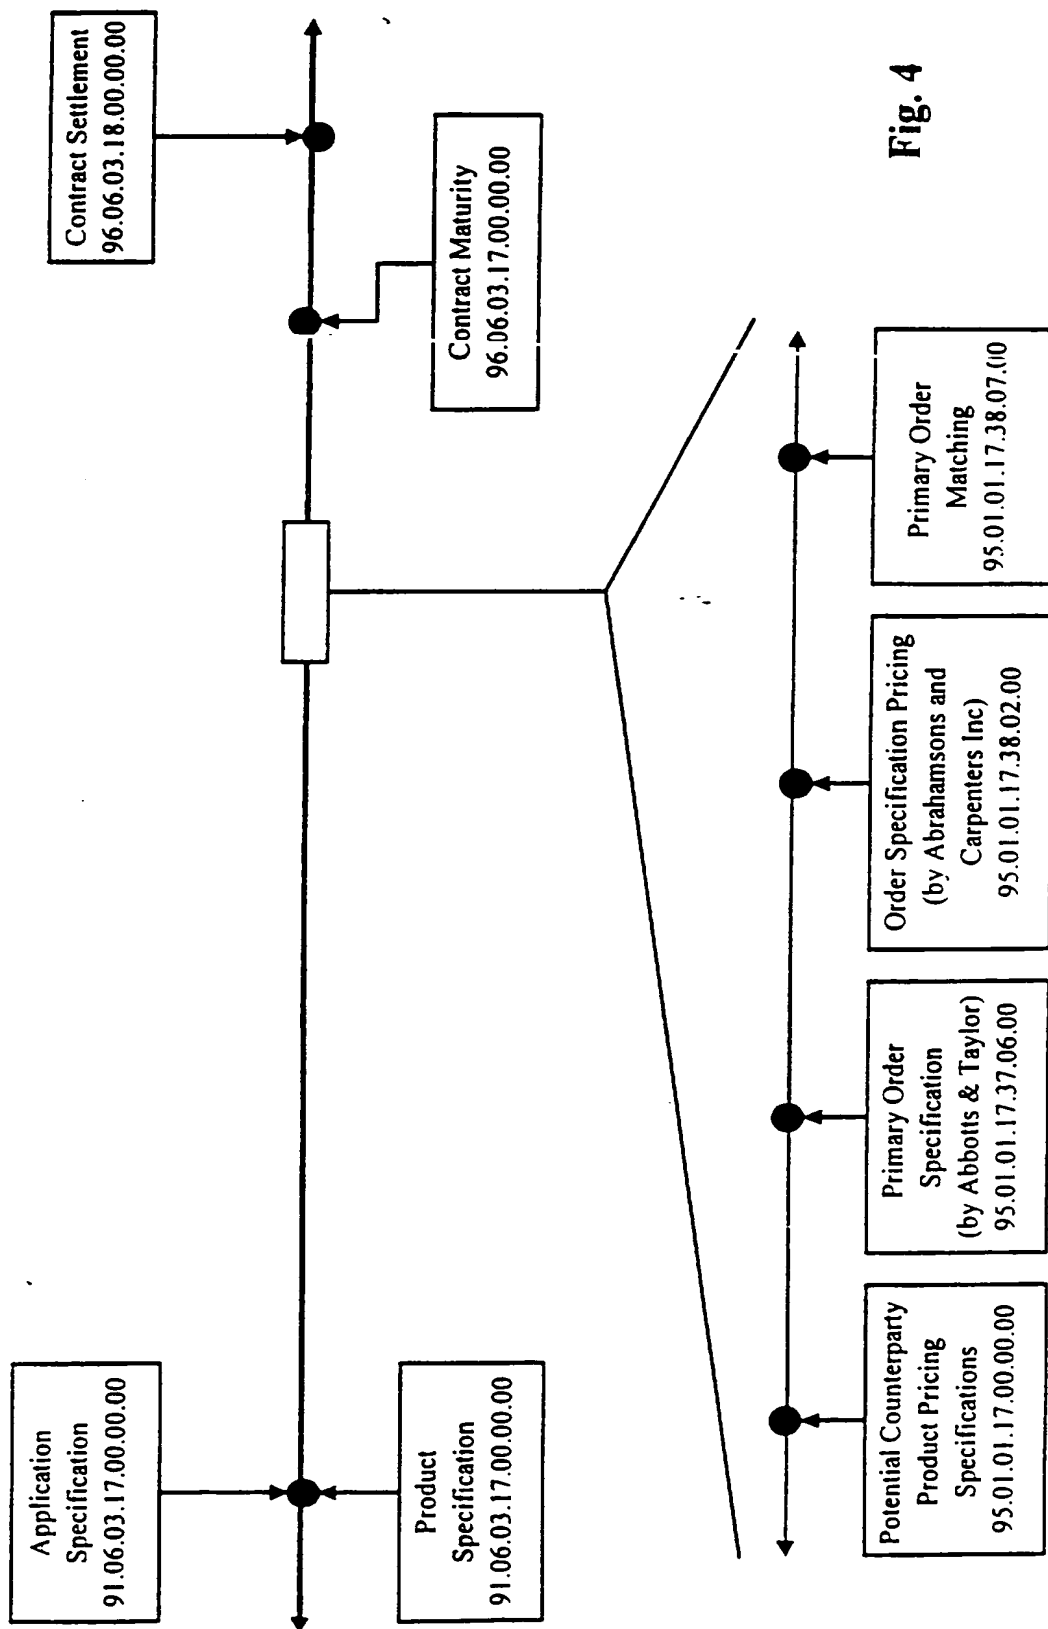 Application
Specification
91.06.03.17.00.00.00
Product
Specification
91.06.03.17.00.00.00
Contract Maturity
96.06.03.17.00.00.00
Contract Settlement
96.06.03.18.00.00.00
Potential Counterparty
Product Pricing
Specifications
95.01.01.17.00.00.00
Primary Order
Specification
(by Abbotts & Taylor)
95.01.01.17.37.06.00
Order Specification Pricing
(by Abrahamsons and
Carpenters Inc)
95.01.01.17.38.02.00
Primary Order
Matching
95.01.01.17.38.07.00
Fig. 4